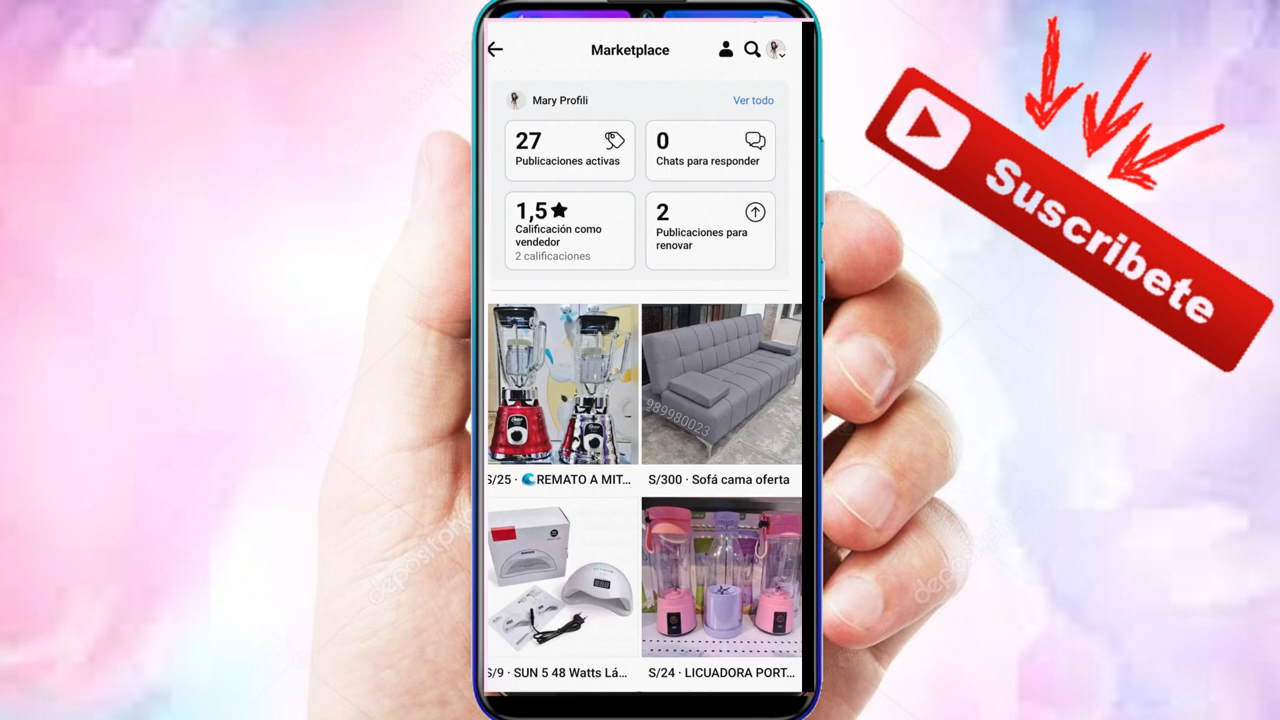 Marketplace
Mary Profili
Ver todo
27
Publicaciones activas
0
Chats para responder
1,5
Calificación como
vendedor
2 calificaciones
2
Publicaciones para
renovar
989980023
S/25 · 🌊REMATO A MIT...
S/300 · Sofá cama oferta
S/9 · SUN 5 48 Watts Lá...
S/24 · LICUADORA PORT...
Suscribete
depositphotos